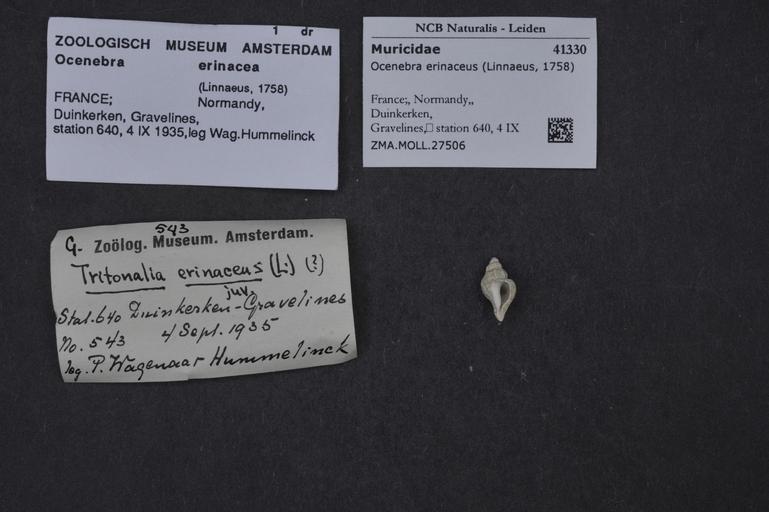 1 dr
ZOOLOGISCH MUSEUM AMSTERDAM
Ocenebra erinacea
(Linnaeus, 1758)
FRANCE; Normandy,
Duinkerken, Gravelines,
station 640, 4 IX 1935,leg Wag.Hummelinck
NCB Naturalis - Leiden
Muricidae 41330
Ocenebra erinaceus (Linnaeus, 1758)
France;, Normandy,,
Duinkerken,
Gravelines,□ station 640, 4 IX
ZMA.MOLL.27506
543
G. Zoölog. Museum. Amsterdam.
Tritonalia erinaceus (L.) (?)
juv.
Stat. 640 Duinkerken-Gravelines
No. 543 4 Sept. 1935
leg. P. Wagenaar Hummelinck